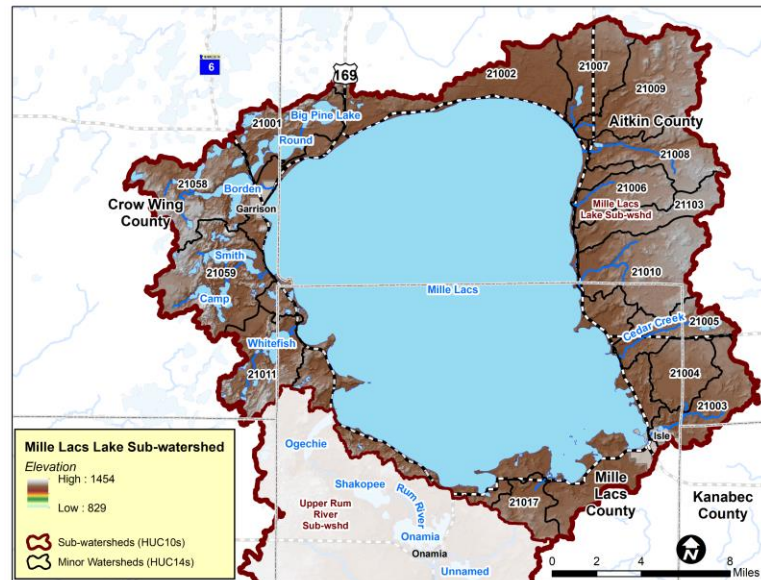 6
169
21002
21007
21009
Big Pine Lake
21001
Round
Aitkin County
21008
21058
Borden
Crow Wing
County
Garrison
21006
Mille Lacs
Lake Sub-wshd
21103
Smith
21059
21010
Mille Lacs
Camp
Cedar Creek
21005
Whitefish
21011
21004
21003
Isle
Mille Lacs Lake Sub-watershed
Elevation
High : 1454
Low : 829
Sub-watersheds (HUC10s)
Minor Watersheds (HUC14s)
Ogechie
Shakopee
Upper Rum
River
Sub-wshd
Rum River
Onamia
Onamia
Unnamed
21017
Mille
Lacs
County
Kanabec
County
N
0 2 4 8
Miles